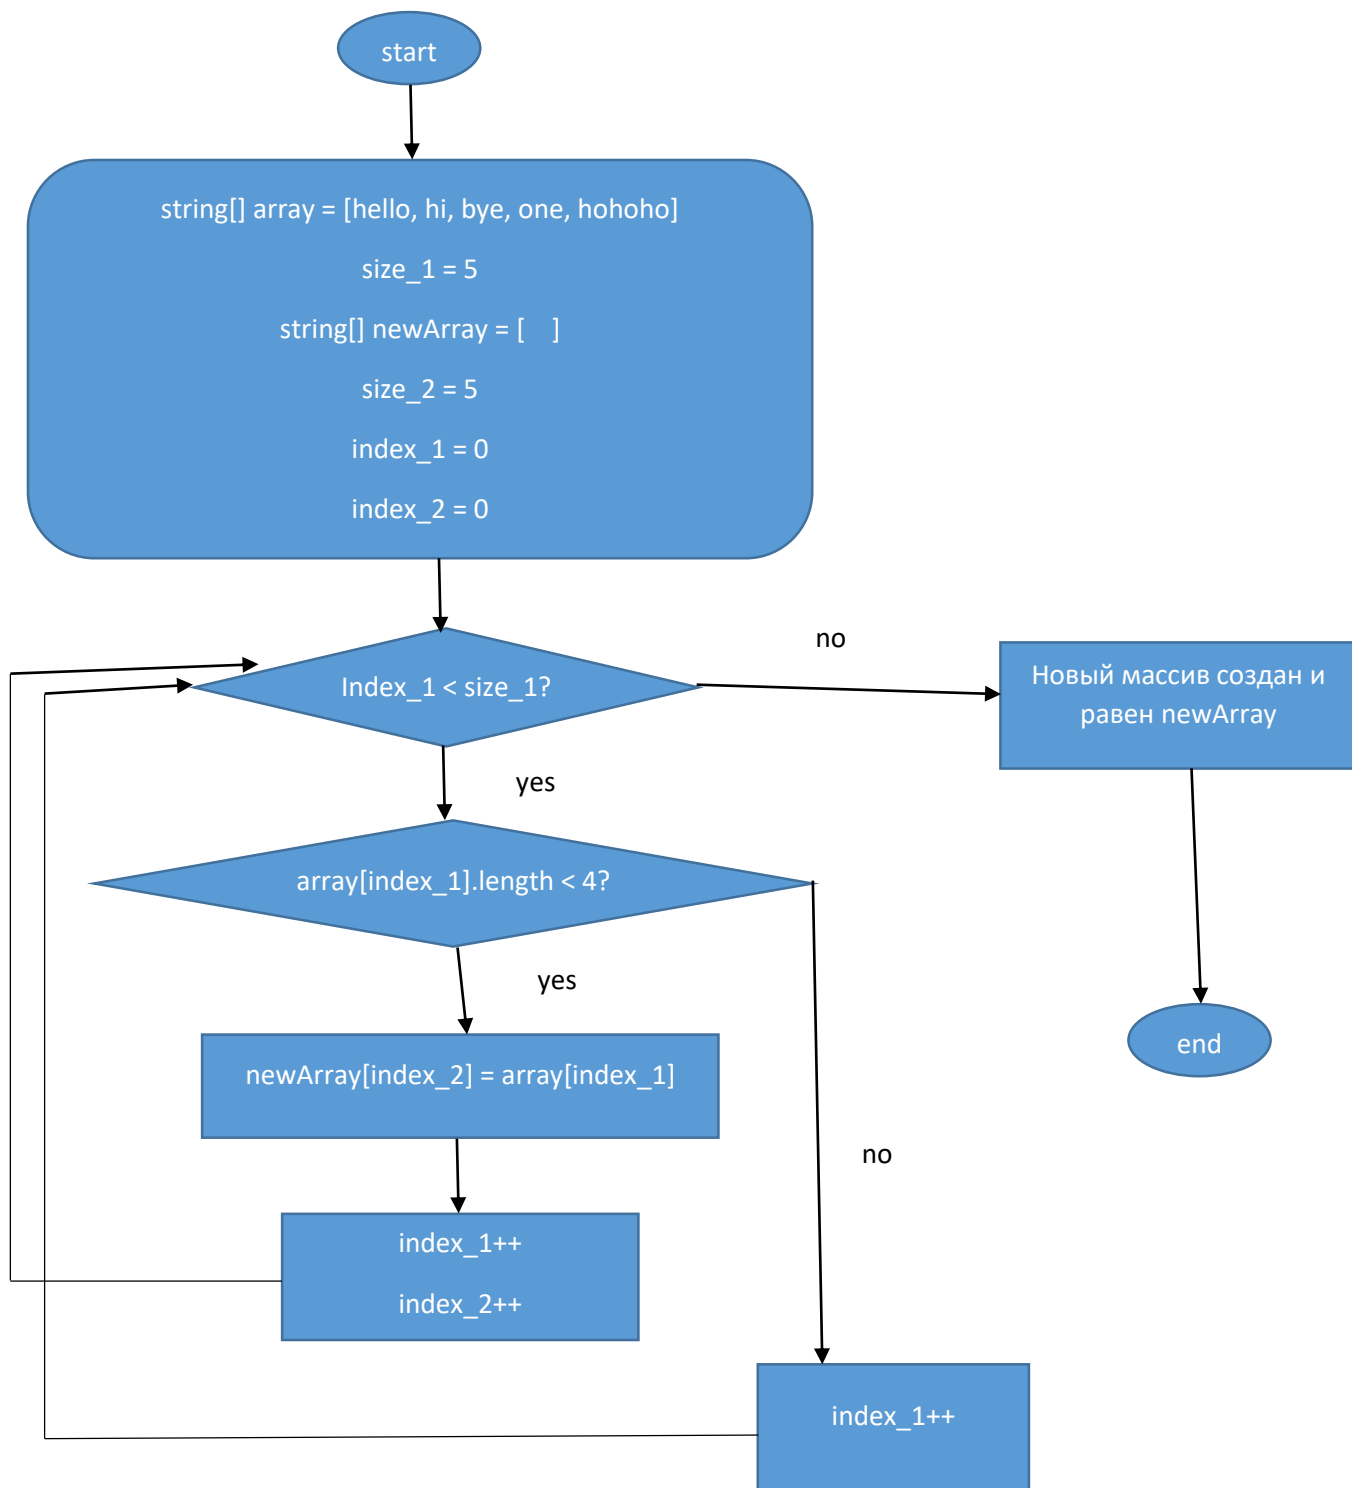 start
string[] array = [hello, hi, bye, one, hohoho]
size_1 = 5
string[] newArray = [    ]
size_2 = 5
index_1 = 0
index_2 = 0
Index_1 < size_1?
no
Новый массив создан и
равен newArray
yes
array[index_1].length < 4?
yes
newArray[index_2] = array[index_1]
end
no
index_1++
index_2++
index_1++